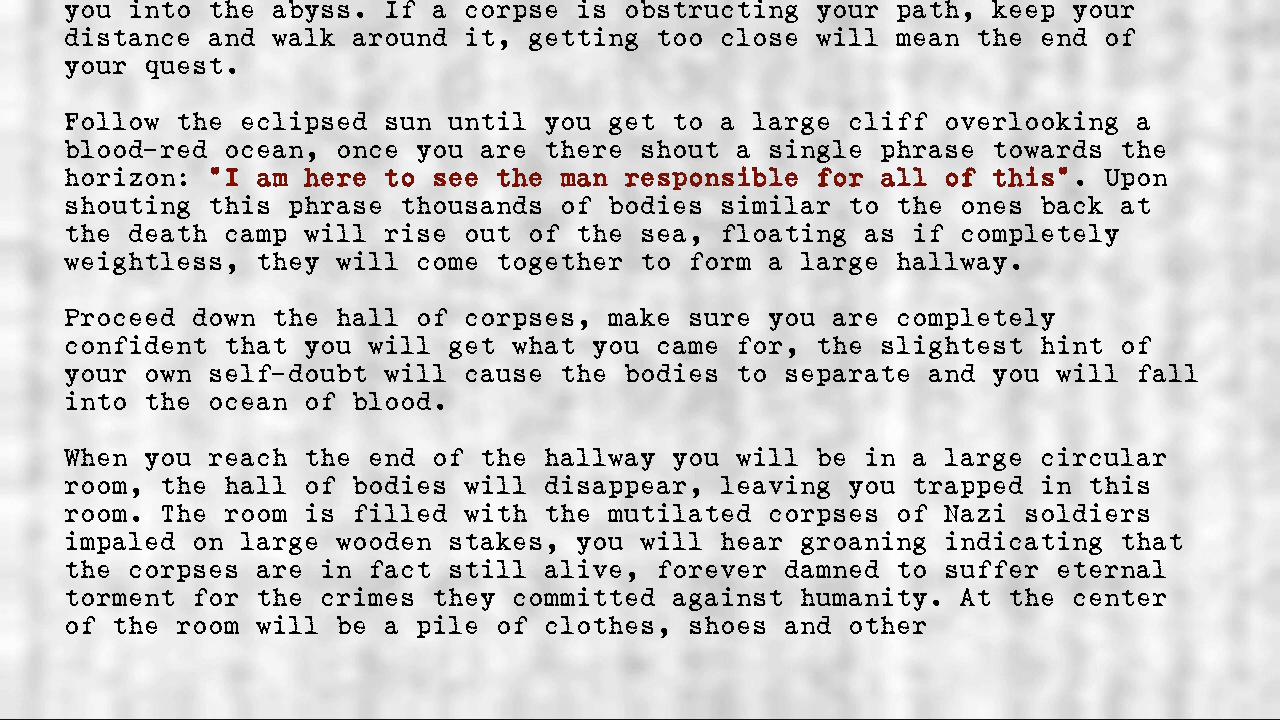 you into the abyss. If a corpse is obstructing your path, keep your
distance and walk around it, getting too close will mean the end of
your quest.
Follow the eclipsed sun until you get to a large cliff overlooking a
blood-red ocean, once you are there shout a single phrase towards the
horizon: "I am here to see the man responsible for all of this". Upon
shouting this phrase thousands of bodies similar to the ones back at
the death camp will rise out of the sea, floating as if completely
weightless, they will come together to form a large hallway.
Proceed down the hall of corpses, make sure you are completely
confident that you will get what you came for, the slightest hint of
your own self-doubt will cause the bodies to separate and you will fall
into the ocean of blood.
When you reach the end of the hallway you will be in a large circular
room, the hall of bodies will disappear, leaving you trapped in this
room. The room is filled with the mutilated corpses of Nazi soldiers
impaled on large wooden stakes, you will hear groaning indicating that
the corpses are in fact still alive, forever damned to suffer eternal
torment for the crimes they committed against humanity. At the center
of the room will be a pile of clothes, shoes and other